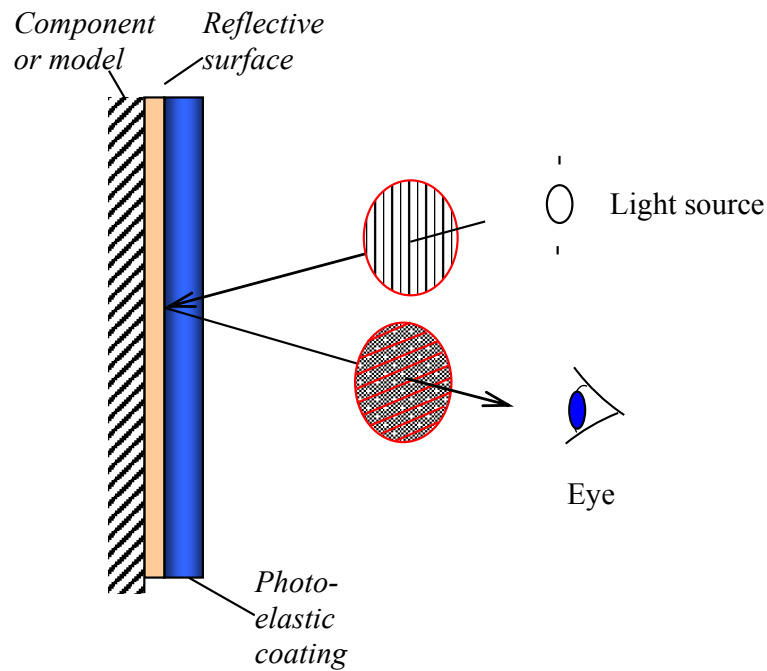 Component
or model
Reflective
surface
Light source
Eye
Photo-
elastic
coating